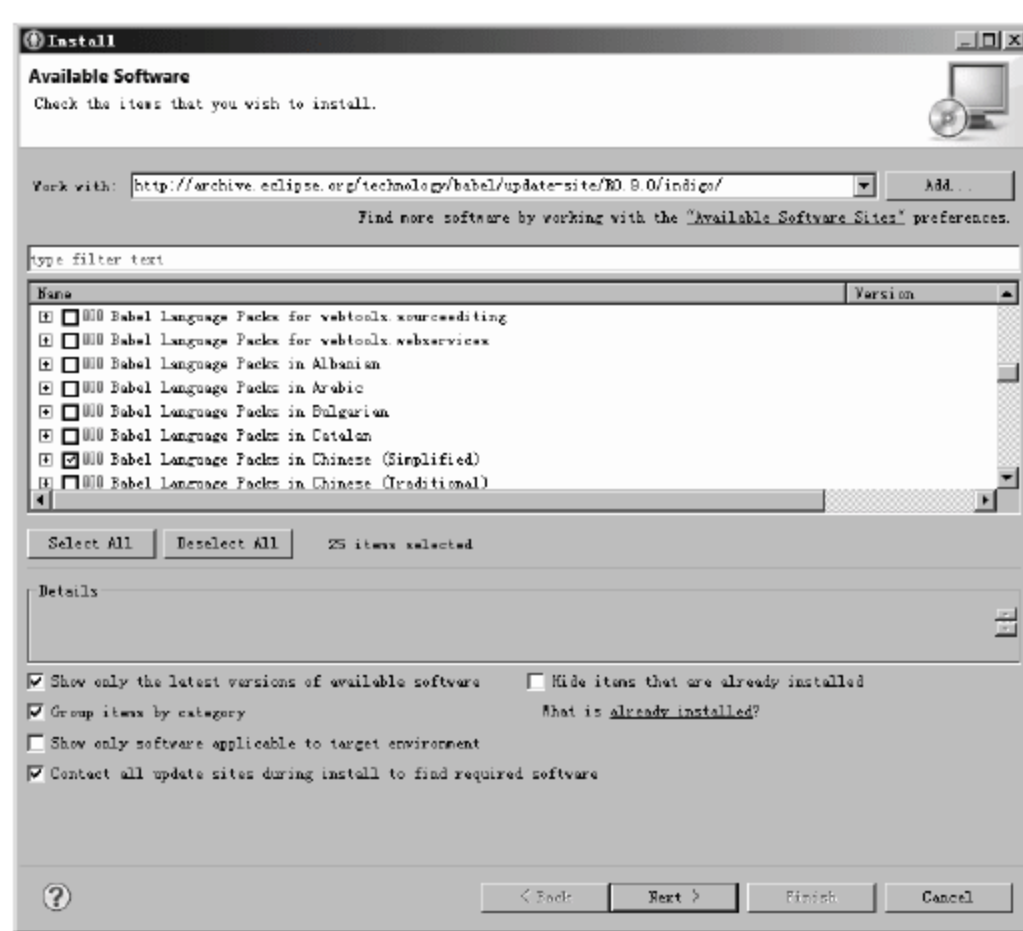 Install
Available Software
Check the items that you wish to install.
Work with: http://archive.eclipse.org/technology/babel/update-site/R0.9.0/indigo/ Add...
Find more software by working with the "Available Software Sites" preferences.
type filter text
Name Version
Babel Language Packs for webtools.sourceediting
Babel Language Packs for webtools.webservices
Babel Language Packs in Albanian
Babel Language Packs in Arabic
Babel Language Packs in Bulgarian
Babel Language Packs in Catalan
Babel Language Packs in Chinese (Simplified)
Babel Language Packs in Chinese (Traditional)
Select All Deselect All 25 items selected
Details
Show only the latest versions of available software Hide items that are already installed
Group items by category What is already installed?
Show only software applicable to target environment
Contact all update sites during install to find required software
? < Back Next > Finish Cancel